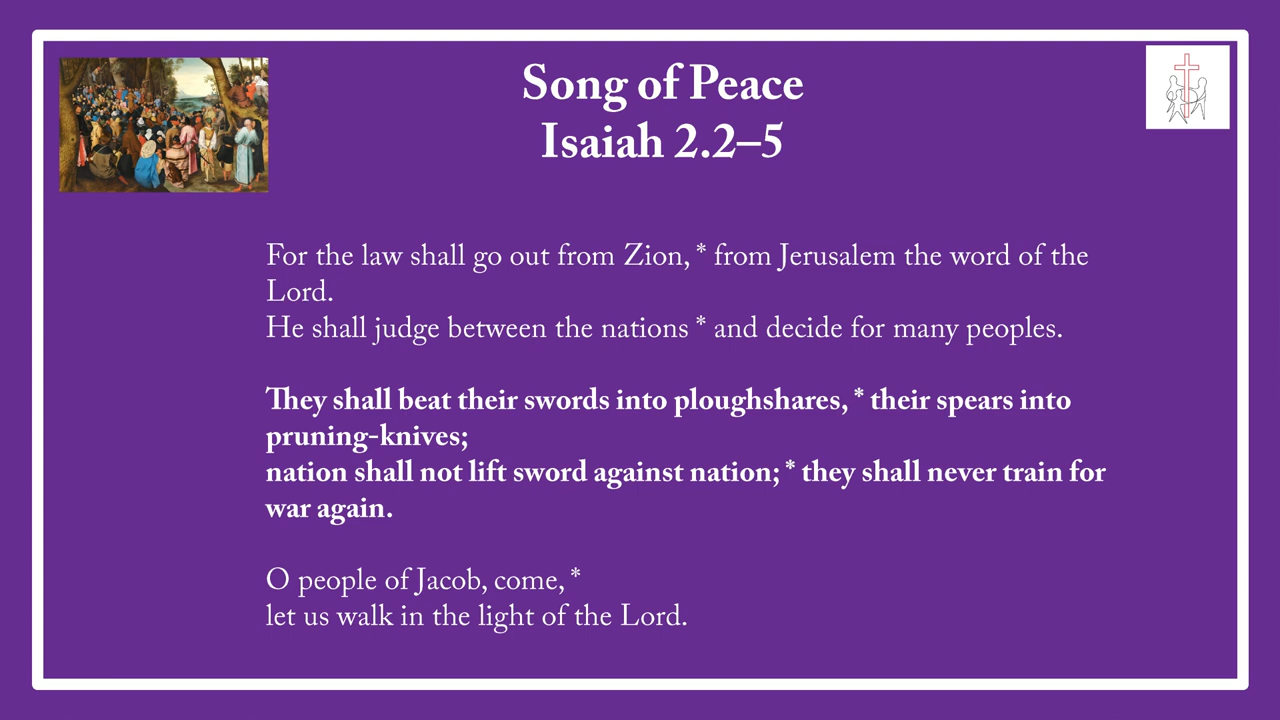 Song of Peace
Isaiah 2.2–5
For the law shall go out from Zion, * from Jerusalem the word of the
Lord.
He shall judge between the nations * and decide for many peoples.
They shall beat their swords into ploughshares, * their spears into
pruning-knives;
nation shall not lift sword against nation; * they shall never train for
war again.
O people of Jacob, come, *
let us walk in the light of the Lord.